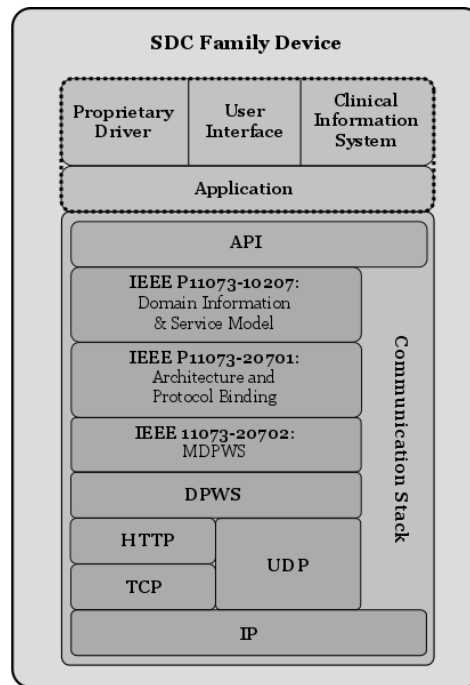 SDC Family Device
Proprietary
Driver
User
Interface
Clinical
Information
System
Application
API
IEEE P11073-10207:
Domain Information
& Service Model
IEEE P11073-20701:
Architecture and
Protocol Binding
IEEE 11073-20702:
MDPWS
DPWS
HTTP
TCP
UDP
IP
Communication Stack